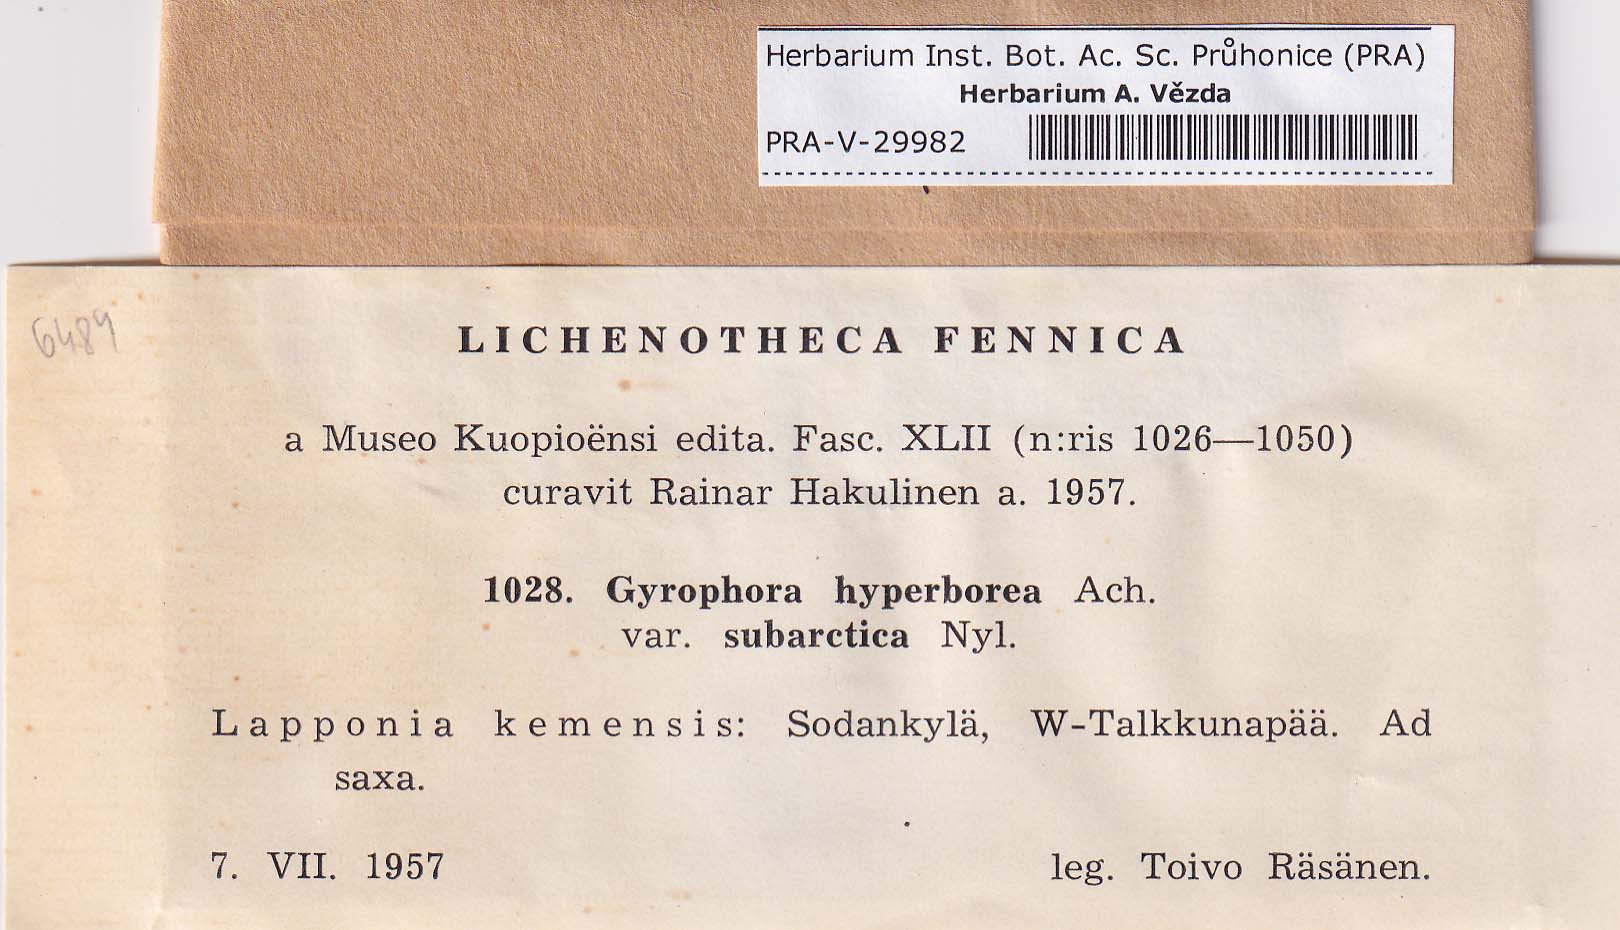 Herbarium Inst. Bot. Ac. Sc. Průhonice (PRA)
Herbarium A. Vězda
PRA-V-29982
6489
LICHENOTHECA FENNICA
a Museo Kuopioënsi edita. Fasc. XLII (n:ris 1026—1050)
curavit Rainar Hakulinen a. 1957.
1028. Gyrophora hyperborea Ach.
var. subarctica Nyl.
Lapponia kemensis: Sodankylä, W-Talkkunapää. Ad
saxa.
7. VII. 1957 leg. Toivo Räsänen.